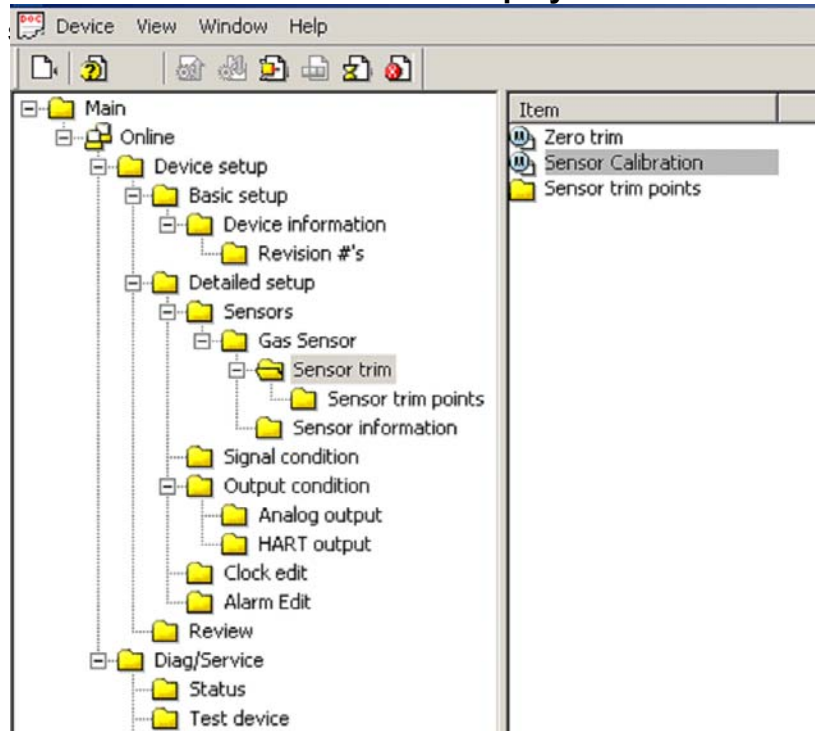 Device View Window Help
Main
Online
Device setup
Basic setup
Device information
Revision #'s
Detailed setup
Sensors
Gas Sensor
Sensor trim
Sensor trim points
Sensor information
Signal condition
Output condition
Analog output
HART output
Clock edit
Alarm Edit
Review
Diag/Service
Status
Test device
Item
Zero trim
Sensor Calibration
Sensor trim points